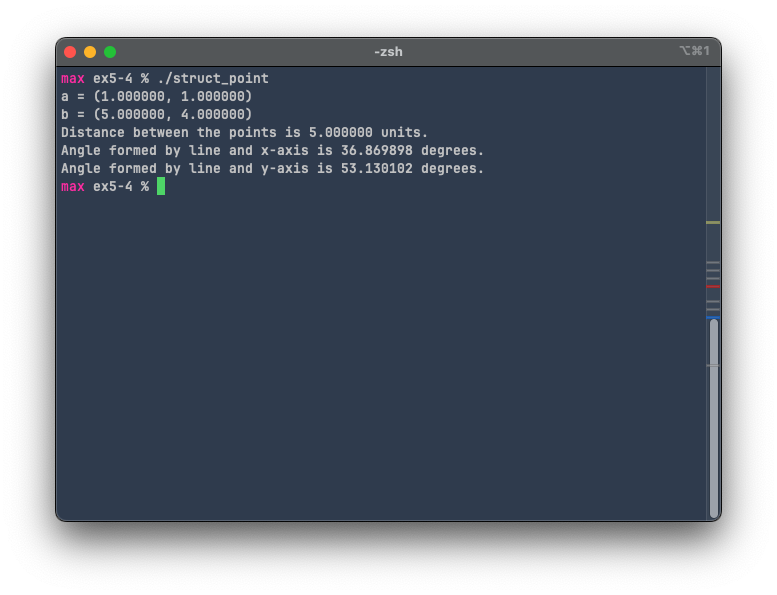 -zsh
⌥⌘1
max ex5-4 % ./struct_point
a = (1.000000, 1.000000)
b = (5.000000, 4.000000)
Distance between the points is 5.000000 units.
Angle formed by line and x-axis is 36.869898 degrees.
Angle formed by line and y-axis is 53.130102 degrees.
max ex5-4 %